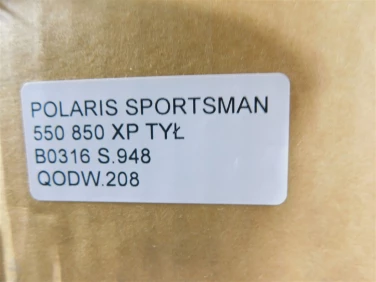 POLARIS SPORTSMAN
550 850 XP TYŁ
B0316 S.948
QODW.208